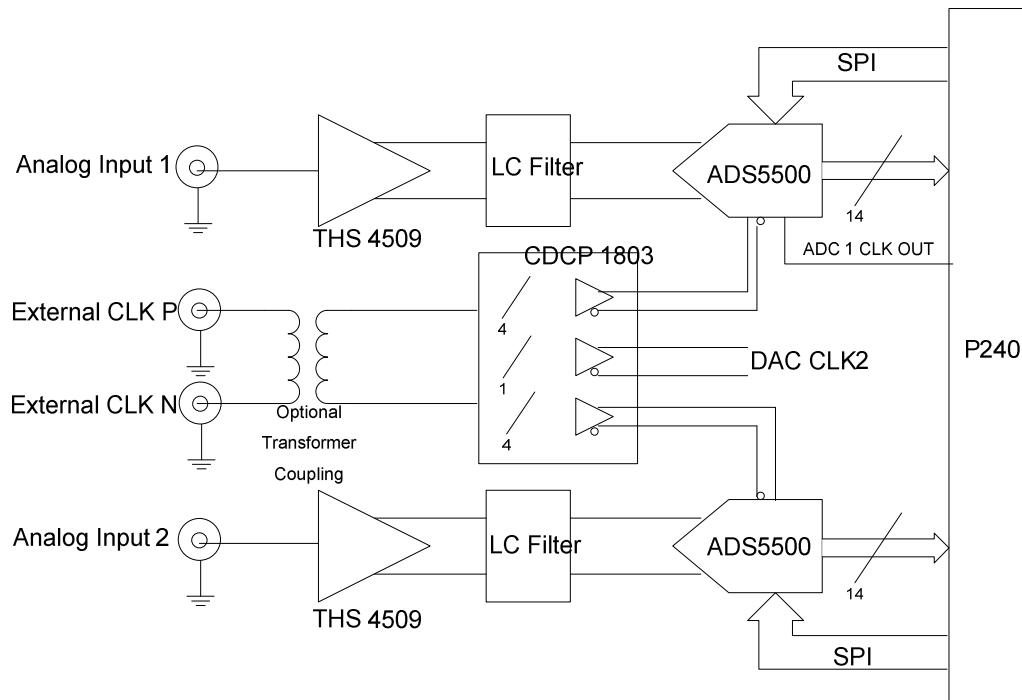 SPI
Analog Input 1
LC Filter
ADS5500
14
THS 4509
ADC 1 CLK OUT
CDCP 1803
External CLK P
4
P240
1
DAC CLK2
External CLK N
Optional
Transformer
Coupling
4
Analog Input 2
LC Filter
ADS5500
14
THS 4509
SPI